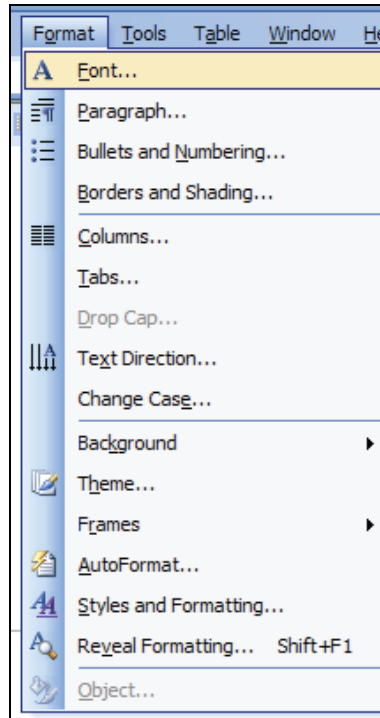 Format Tools Table Window He
Font...
Paragraph...
Bullets and Numbering...
Borders and Shading...
Columns...
Tabs...
Drop Cap...
Text Direction...
Change Case...
Background
Theme...
Frames
AutoFormat...
Styles and Formatting...
Reveal Formatting... Shift+F1
Object...